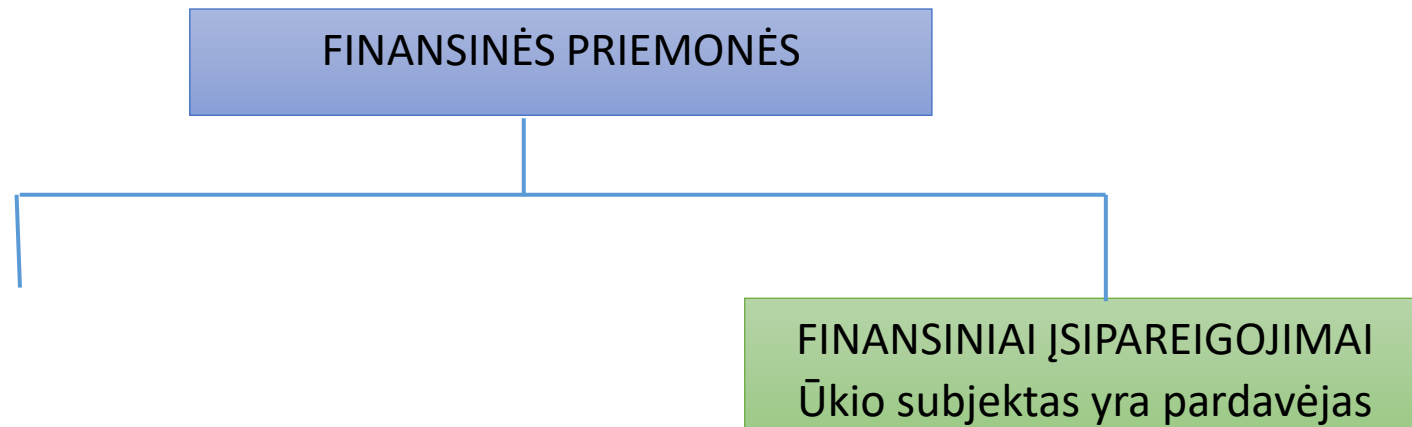 FINANSINĖS PRIEMONĖS
FINANSINIAI ĮSIPAREIGOJIMAI
Ūkio subjektas yra pardavėjas